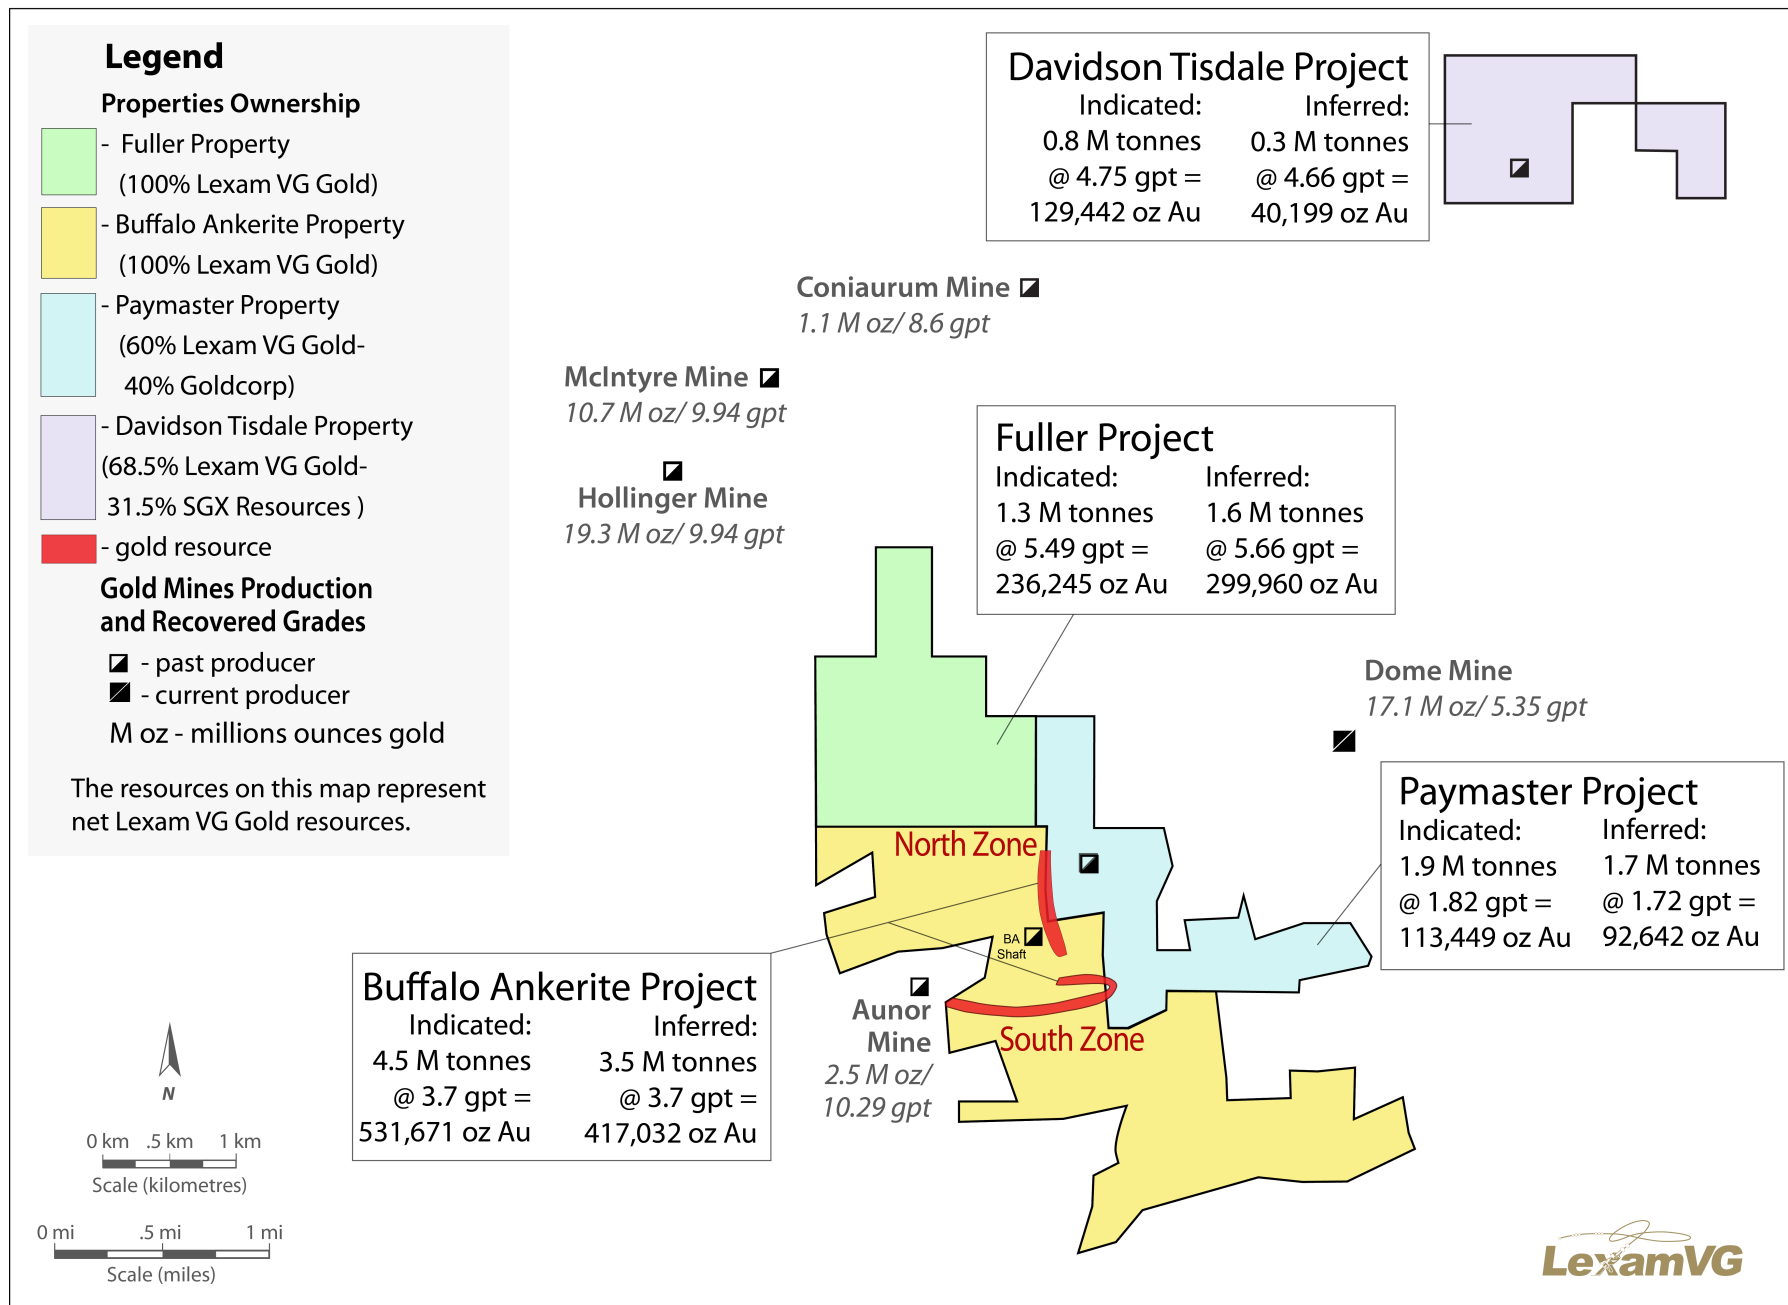 Legend
Properties Ownership
- Fuller Property
(100% Lexam VG Gold)
- Buffalo Ankerite Property
(100% Lexam VG Gold)
- Paymaster Property
(60% Lexam VG Gold-
40% Goldcorp)
- Davidson Tisdale Property
(68.5% Lexam VG Gold-
31.5% SGX Resources )
- gold resource
Gold Mines Production
and Recovered Grades
- past producer
- current producer
M oz - millions ounces gold
The resources on this map represent
net Lexam VG Gold resources.
Davidson Tisdale Project
Indicated: Inferred:
0.8 M tonnes 0.3 M tonnes
@ 4.75 gpt = @ 4.66 gpt =
129,442 oz Au 40,199 oz Au
Coniaurum Mine
1.1 M oz/ 8.6 gpt
McIntyre Mine
10.7 M oz/ 9.94 gpt
Hollinger Mine
19.3 M oz/ 9.94 gpt
Fuller Project
Indicated: Inferred:
1.3 M tonnes 1.6 M tonnes
@ 5.49 gpt = @ 5.66 gpt =
236,245 oz Au 299,960 oz Au
Dome Mine
17.1 M oz/ 5.35 gpt
Paymaster Project
Indicated: Inferred:
1.9 M tonnes 1.7 M tonnes
@ 1.82 gpt = @ 1.72 gpt =
113,449 oz Au 92,642 oz Au
North Zone
BA
Shaft
Buffalo Ankerite Project
Indicated: Inferred:
4.5 M tonnes 3.5 M tonnes
@ 3.7 gpt = @ 3.7 gpt =
531,671 oz Au 417,032 oz Au
Aunor
Mine
2.5 M oz/
10.29 gpt
South Zone
N
0 km .5 km 1 km
Scale (kilometres)
0 mi .5 mi 1 mi
Scale (miles)
LexamVG